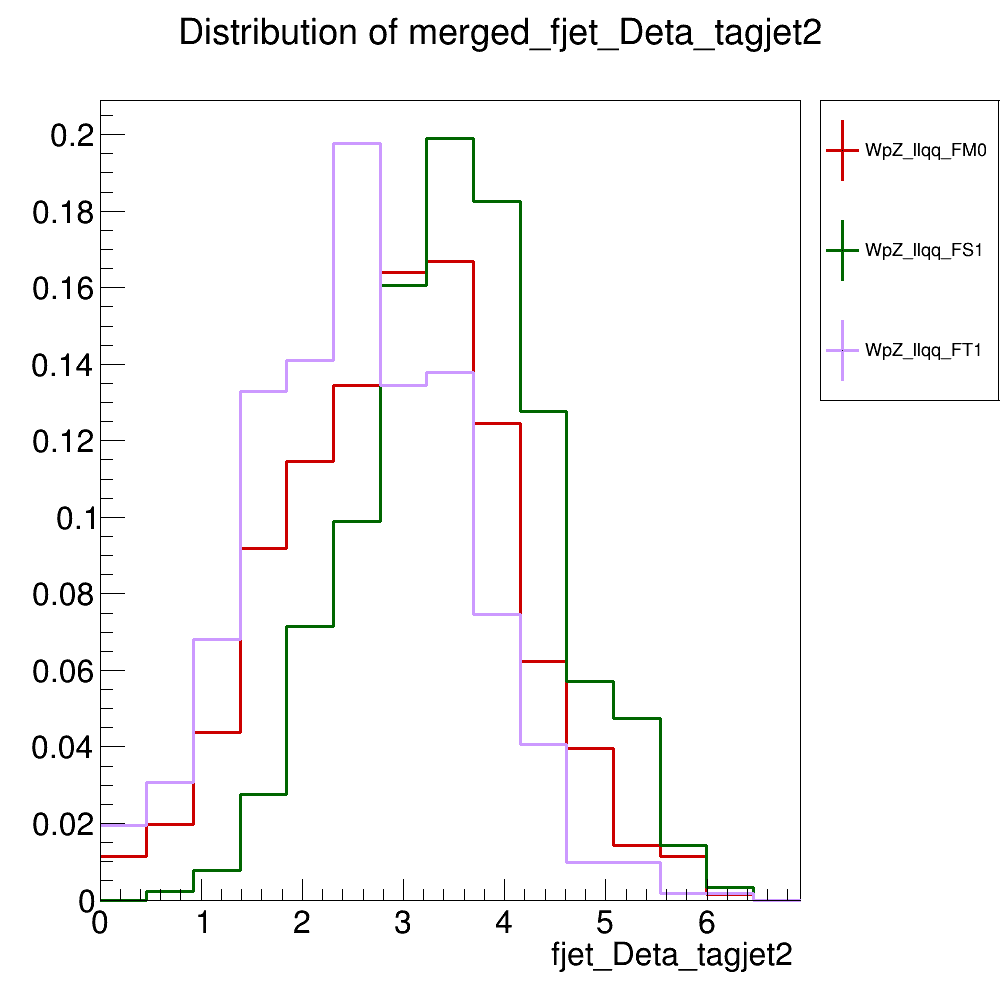 Distribution of merged_fjet_Deta_tagjet2
WpZ_llqq_FM0
WpZ_llqq_FS1
WpZ_llqq_FT1
0.2
0.18
0.16
0.14
0.12
0.1
0.08
0.06
0.04
0.02
0
0 1 2 3 4 5 6
fjet_Deta_tagjet2